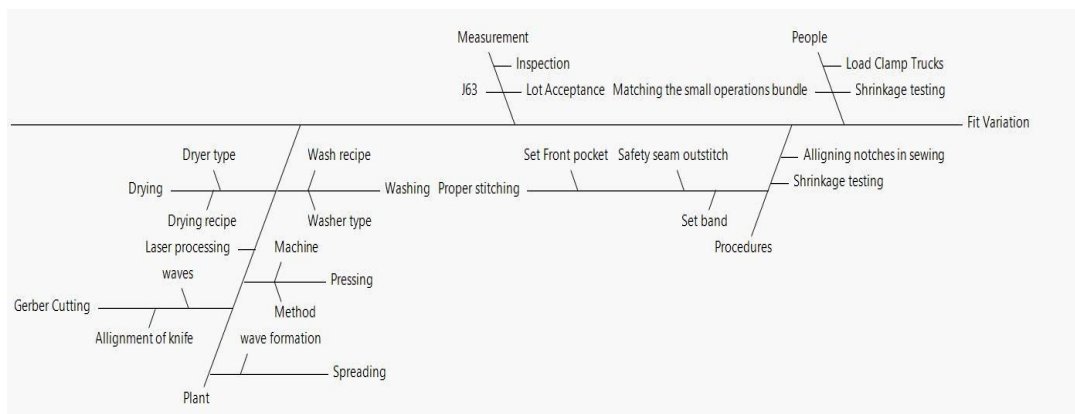 Measurement
People
Inspection
Load Clamp Trucks
J63
Lot Acceptance
Matching the small operations bundle
Shrinkage testing
Fit Variation
Dryer type
Wash recipe
Set Front pocket
Safety seam outstitch
Alligning notches in sewing
Shrinkage testing
Drying
Washing
Proper stitching
Drying recipe
Washer type
Set band
Laser processing
Machine
Procedures
waves
Pressing
Gerber Cutting
Method
Allignment of knife
wave formation
Spreading
Plant